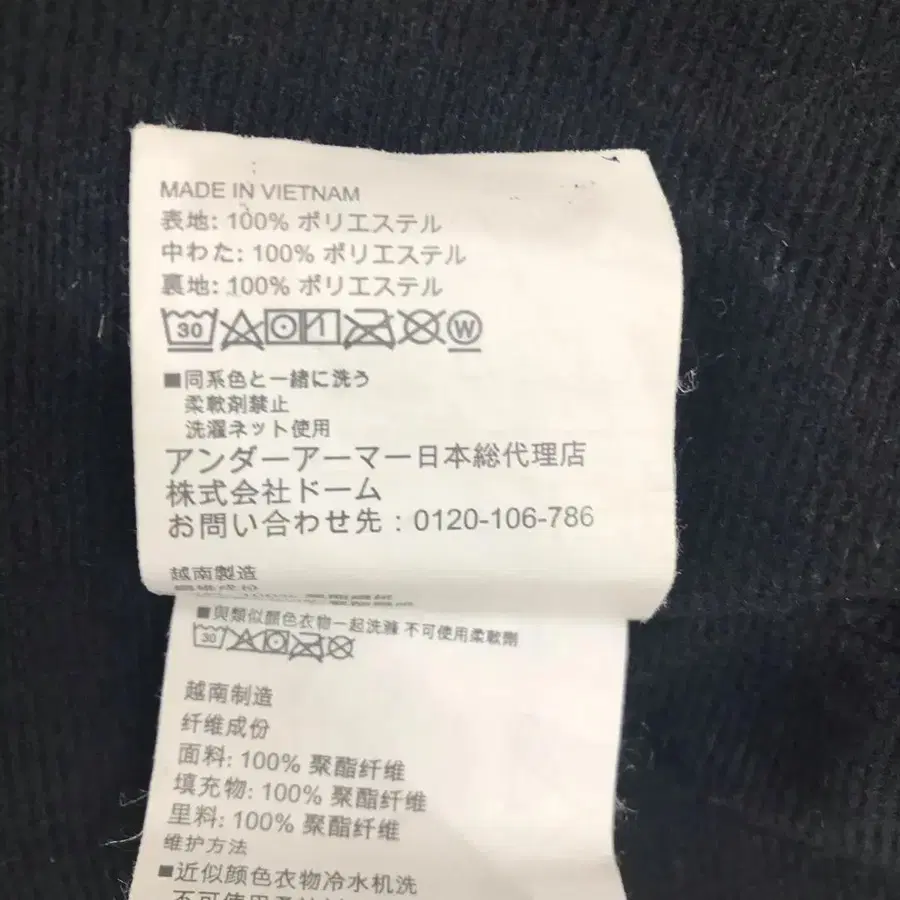 MADE IN VIETNAM
表地: 100% ポリエステル
中わた: 100% ポリエステル
裏地: 100% ポリエステル
30
W
■同系色と一緒に洗う
柔軟剤禁止
洗濯ネット使用
アンダーアーマー日本総代理店
株式会社ドーム
お問い合わせ先：0120-106-786
越南製造
■與類似顏色衣物一起洗滌 不可使用柔軟劑
30
越南制造
纤维成份
面料: 100% 聚酯纤维
填充物: 100% 聚酯纤维
里料: 100% 聚酯纤维
维护方法
■近似颜色衣物冷水机洗